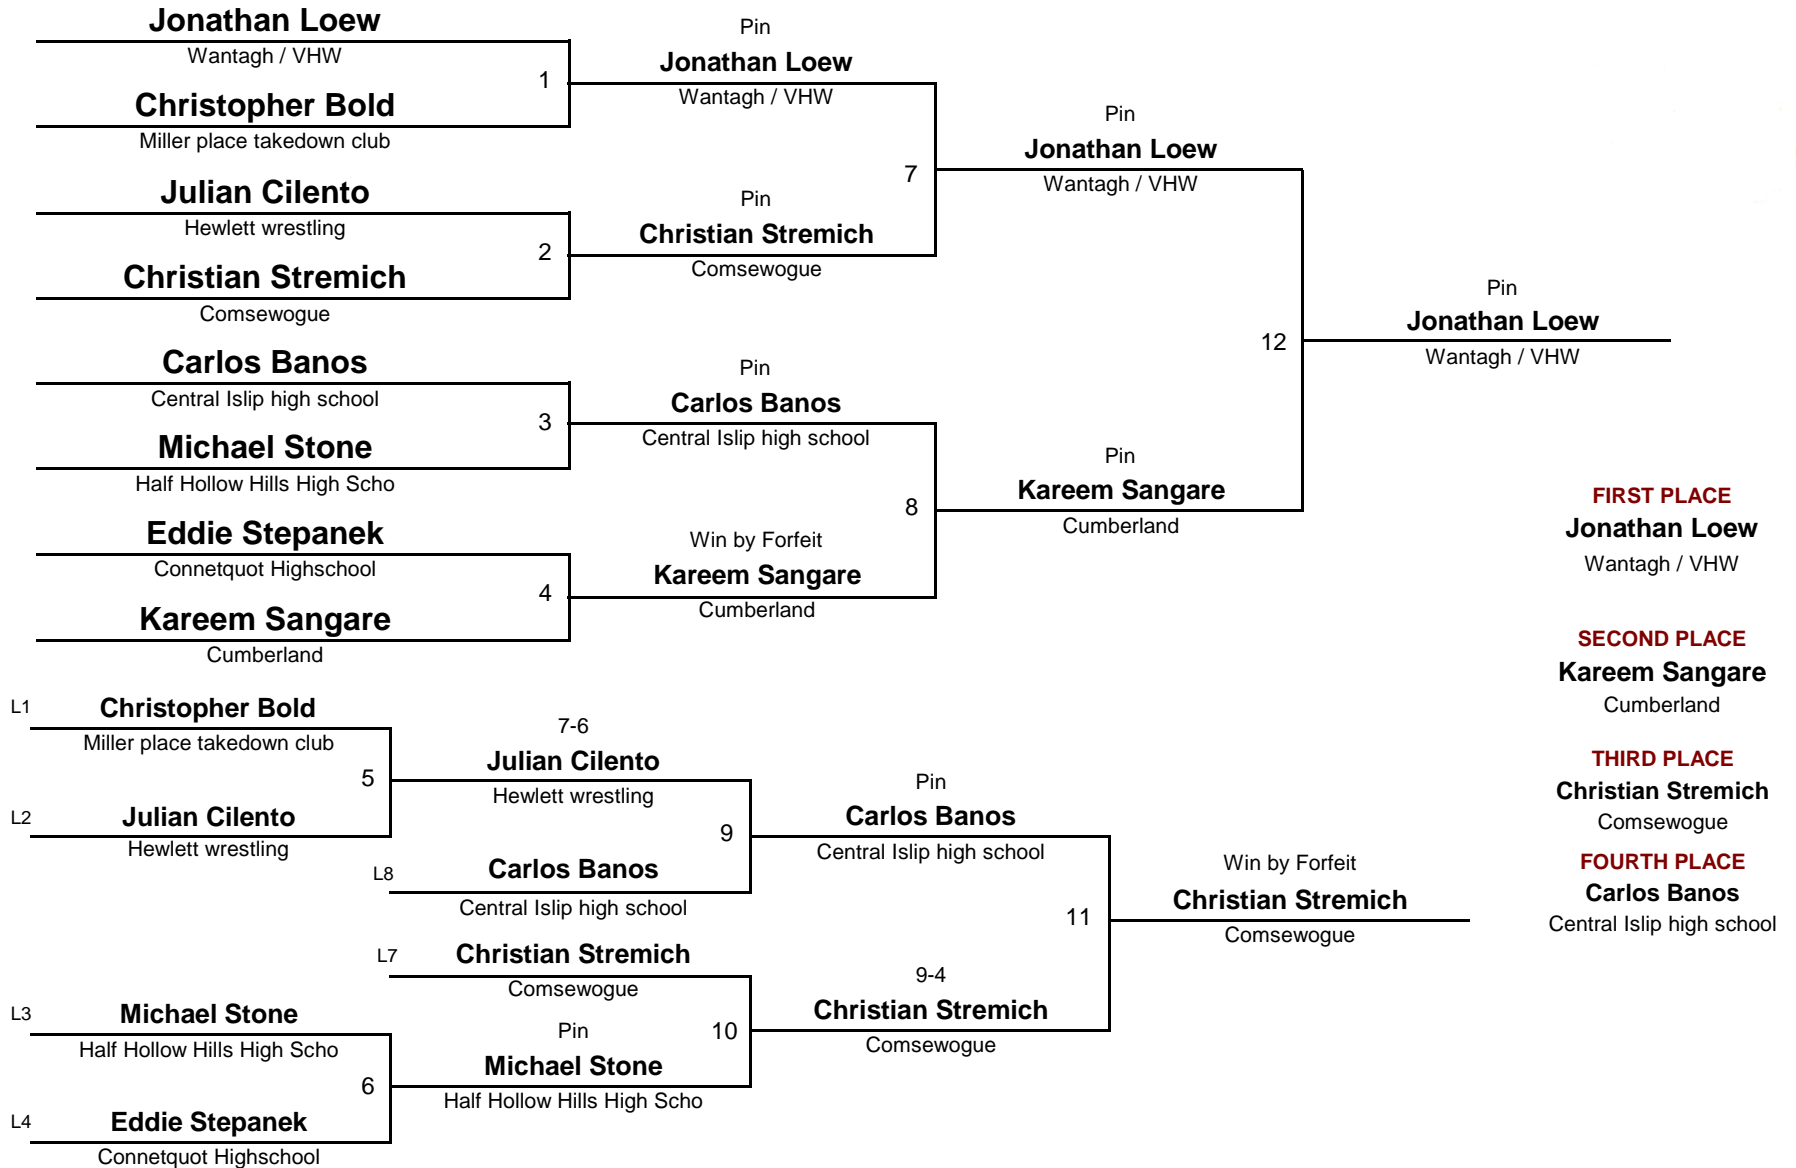 Jonathan Loew
Wantagh / VHW
1
Christopher Bold
Miller place takedown club
Julian Cilento
Hewlett wrestling
2
Christian Stremich
Comsewogue
Carlos Banos
Central Islip high school
3
Michael Stone
Half Hollow Hills High Scho
Eddie Stepanek
Connetquot Highschool
4
Kareem Sangare
Cumberland
Pin
Jonathan Loew
Wantagh / VHW
7
Pin
Christian Stremich
Comsewogue
Pin
Carlos Banos
Central Islip high school
8
Win by Forfeit
Kareem Sangare
Cumberland
Pin
Jonathan Loew
Wantagh / VHW
12
Pin
Kareem Sangare
Cumberland
Pin
Jonathan Loew
Wantagh / VHW
L1
Christopher Bold
Miller place takedown club
5
L2
Julian Cilento
Hewlett wrestling
L3
Michael Stone
Half Hollow Hills High Scho
6
L4
Eddie Stepanek
Connetquot Highschool
7-6
Julian Cilento
Hewlett wrestling
9
L8
Carlos Banos
Central Islip high school
L7
Christian Stremich
Comsewogue
10
Pin
Michael Stone
Half Hollow Hills High Scho
Pin
Carlos Banos
Central Islip high school
11
9-4
Christian Stremich
Comsewogue
Win by Forfeit
Christian Stremich
Comsewogue
FIRST PLACE
Jonathan Loew
Wantagh / VHW
SECOND PLACE
Kareem Sangare
Cumberland
THIRD PLACE
Christian Stremich
Comsewogue
FOURTH PLACE
Carlos Banos
Central Islip high school